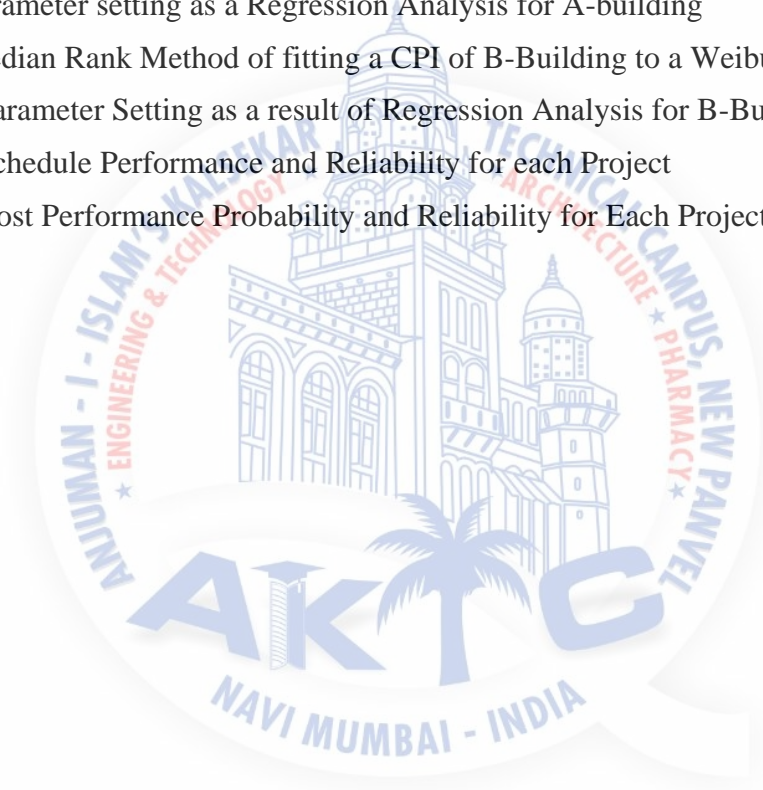 rameter setting as a Regression Analysis for A-building
edian Rank Method of fitting a CPI of B-Building to a Weibu
arameter Setting as a result of Regression Analysis for B-Bu
chedule Performance and Reliability for each Project
ost Performance Probability and Reliability for Each Project
ANJUMAN - I - ISLAM'S KALSEKAR TECHNICAL CAMPUS, NEW PANVEL
★ ENGINEERING & TECHNOLOGY ★ ARCHITECTURE ★ PHARMACY ★
AKTC
NAVI MUMBAI - INDIA